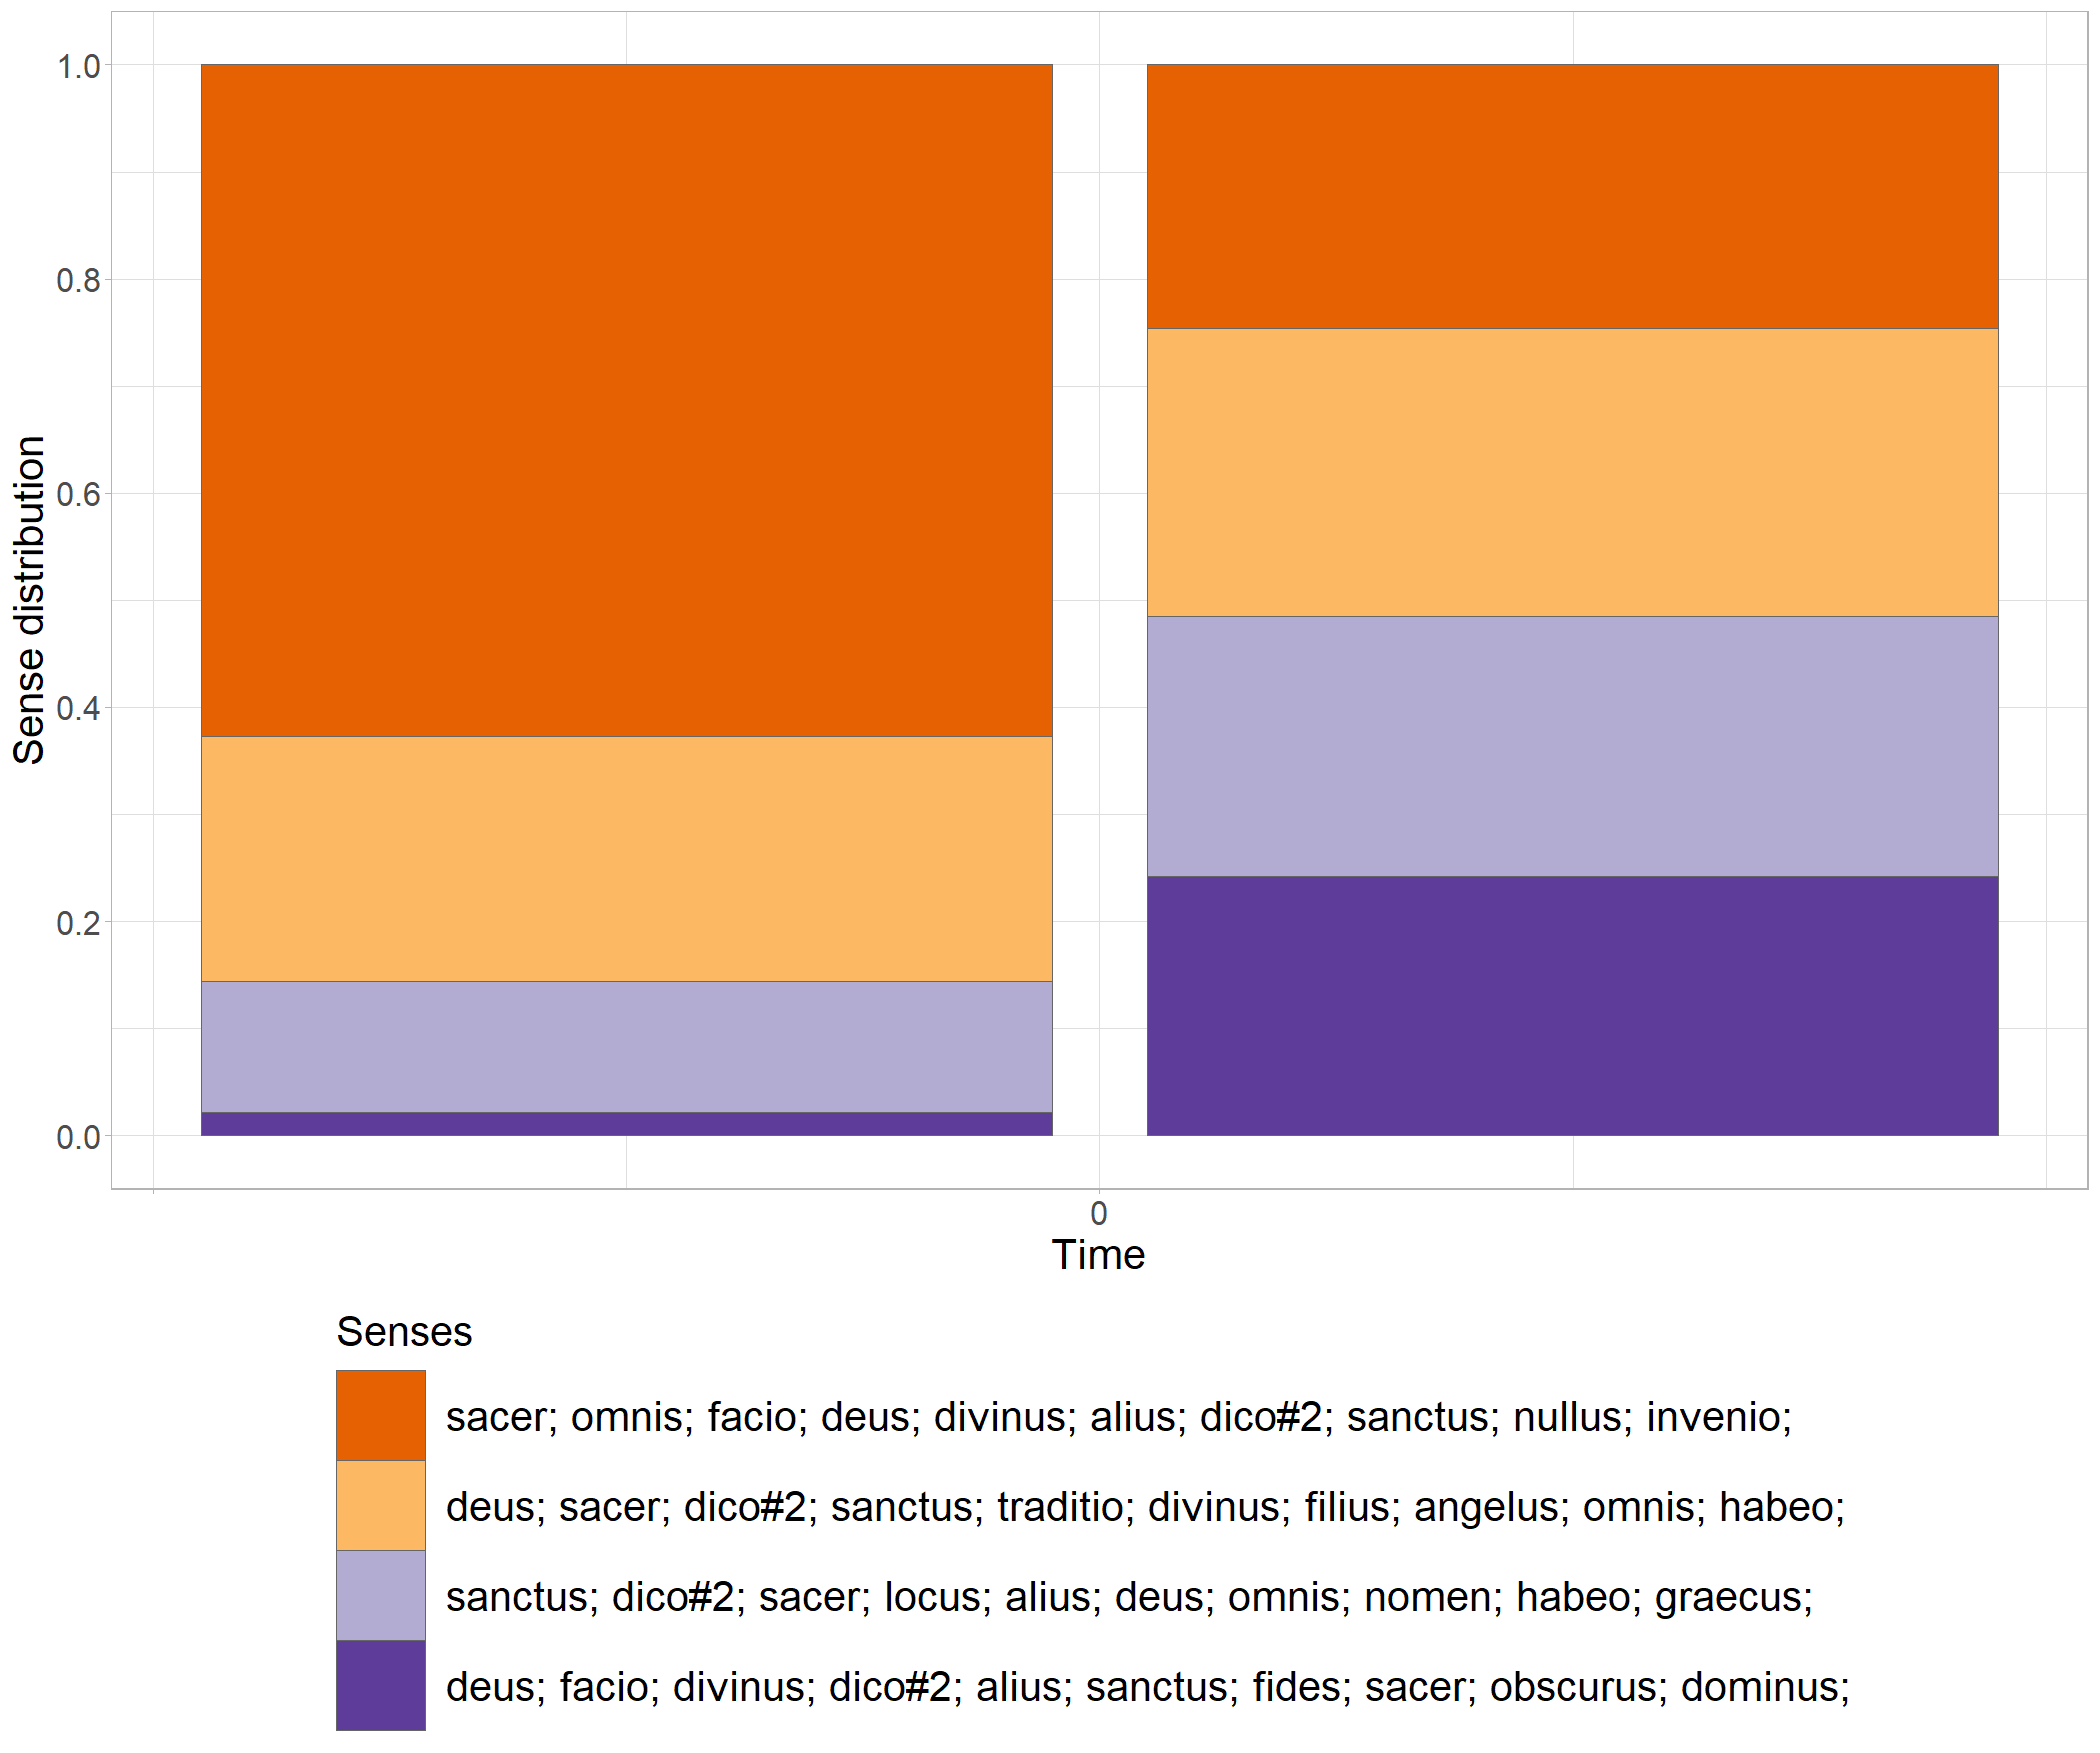 1.0
0.8
0.6
0.4
0.2
0.0
Sense distribution
0
Time
Senses
sacer; omnis; facio; deus; divinus; alius; dico#2; sanctus; nullus; invenio;
deus; sacer; dico#2; sanctus; traditio; divinus; filius; angelus; omnis; habeo;
sanctus; dico#2; sacer; locus; alius; deus; omnis; nomen; habeo; graecus;
deus; facio; divinus; dico#2; alius; sanctus; fides; sacer; obscurus; dominus;